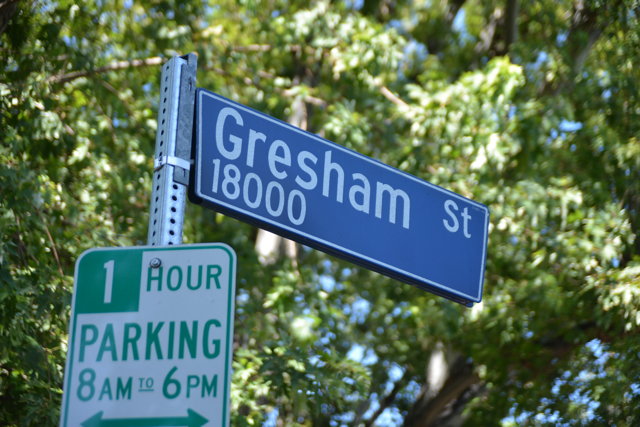 Gresham St
18000
1 HOUR
PARKING
8AM TO 6PM